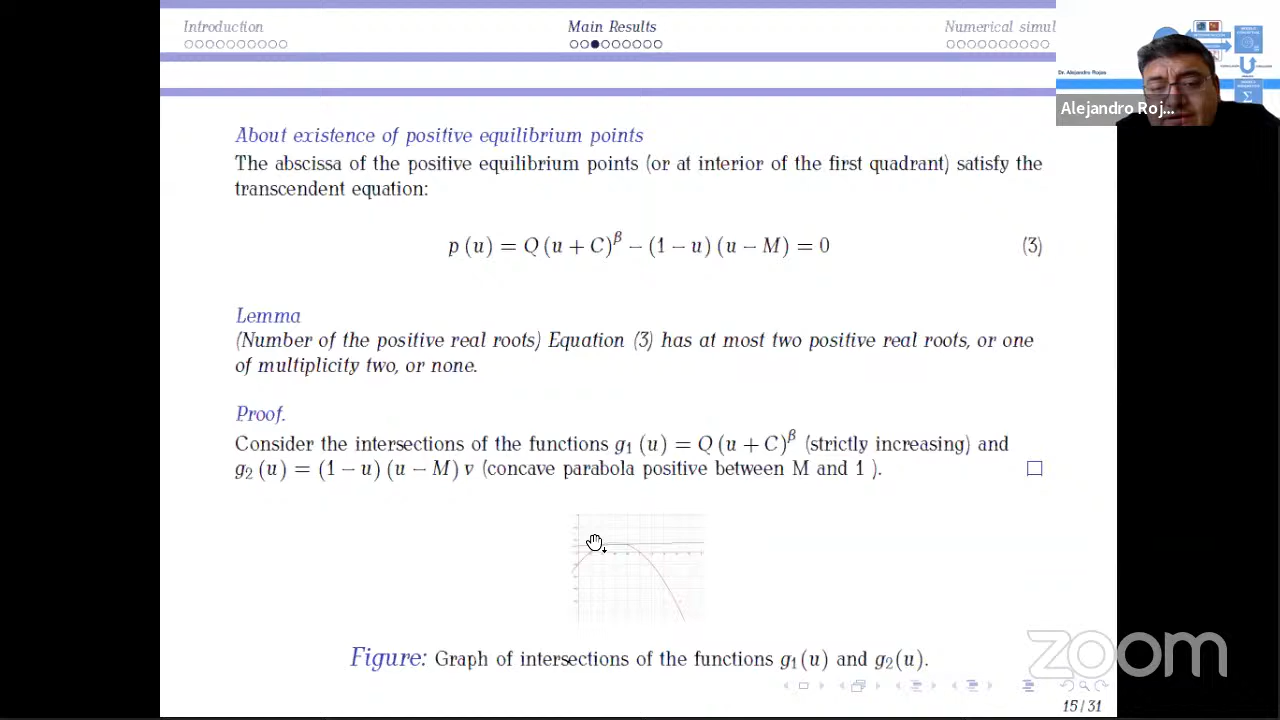 Introduction
Main Results
Numerical simul
Dr. Alejandro Rojas
Alejandro Roj...
About existence of positive equilibrium points
The abscissa of the positive equilibrium points (or at interior of the first quadrant) satisfy the
transcendent equation:
p (u) = Q (u + C)^β − (1 − u) (u − M) = 0 (3)
Lemma
(Number of the positive real roots) Equation (3) has at most two positive real roots, or one
of multiplicity two, or none.
Proof.
Consider the intersections of the functions g₁ (u) = Q (u + C)^β (strictly increasing) and
g₂ (u) = (1 − u) (u − M) v (concave parabola positive between M and 1 ).
Figure: Graph of intersections of the functions g₁(u) and g₂(u).
zoom
15/31